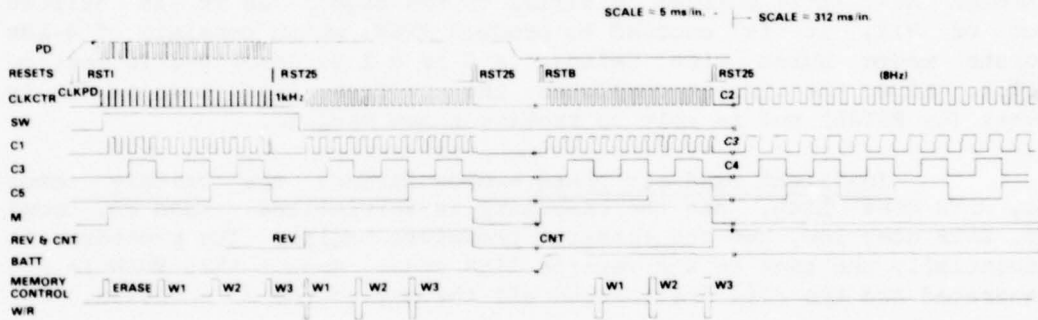 SCALE = 5 ms/in. SCALE = 312 ms/in.
PD
RESETS RSTI RST25 RST25 RSTB RST25 (8Hz)
CLKCTR CLKPD 1kHz C2
SW
C1 C3
C3 C4
C5
M
REV & CNT REV CNT
BATT
MEMORY CONTROL ERASE W1 W2 W3 W1 W2 W3 W1 W2 W3
W/R